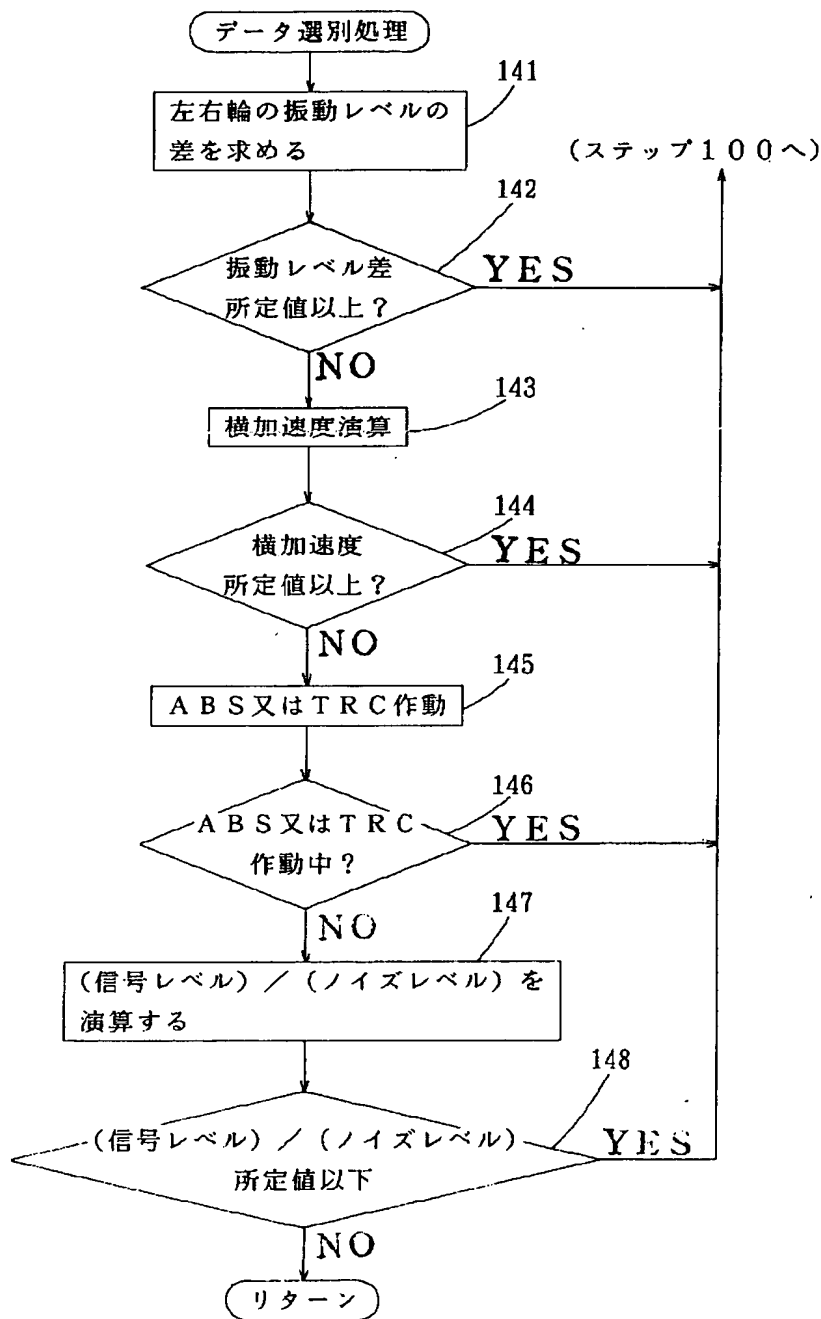 データ選別処理
141
左右輪の振動レベルの
差を求める
(ステップ100へ)
142
振動レベル差
所定値以上?
YES
NO
143
横加速度演算
144
横加速度
所定値以上?
YES
NO
145
ABS又はTRC作動
146
ABS又はTRC
作動中?
YES
NO
147
(信号レベル)/(ノイズレベル)を
演算する
148
(信号レベル)/(ノイズレベル)
所定値以下
YES
NO
リターン